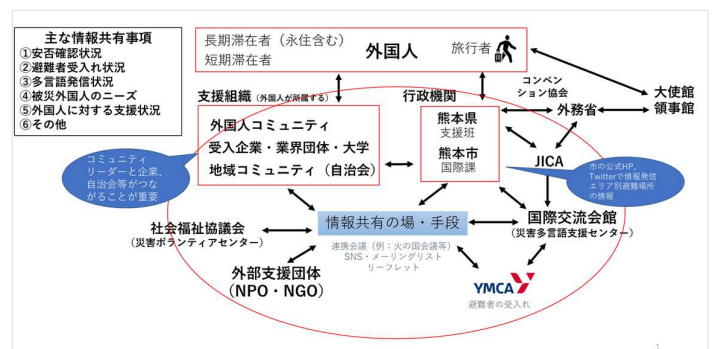 主な情報共有事項
①安否確認状況
②避難者受入れ状況
③多言語発信状況
④被災外国人のニーズ
⑤外国人に対する支援状況
⑥その他
長期滞在者（永住含む）
短期滞在者
外国人
旅行者
支援組織（外国人が所属する）
行政機関
コンベン
ション協会
大使館
領事館
外務省
外国人コミュニティ
受入企業・業界団体・大学
地域コミュニティ（自治会）
熊本県
支援班
熊本市
国際課
コミュニティ
リーダーと企業、
自治会等がつな
がることが重要
JICA
市の公式HP、
Twitterで情報発信
エリア別避難場所
の情報
社会福祉協議会
（災害ボランティアセンター）
情報共有の場・手段
連携会議（例：火の国会議等）
SNS・メーリングリスト
リーフレット
国際交流会館
（災害多言語支援センター）
外部支援団体
（NPO・NGO）
YMCA
避難者の受入れ
1